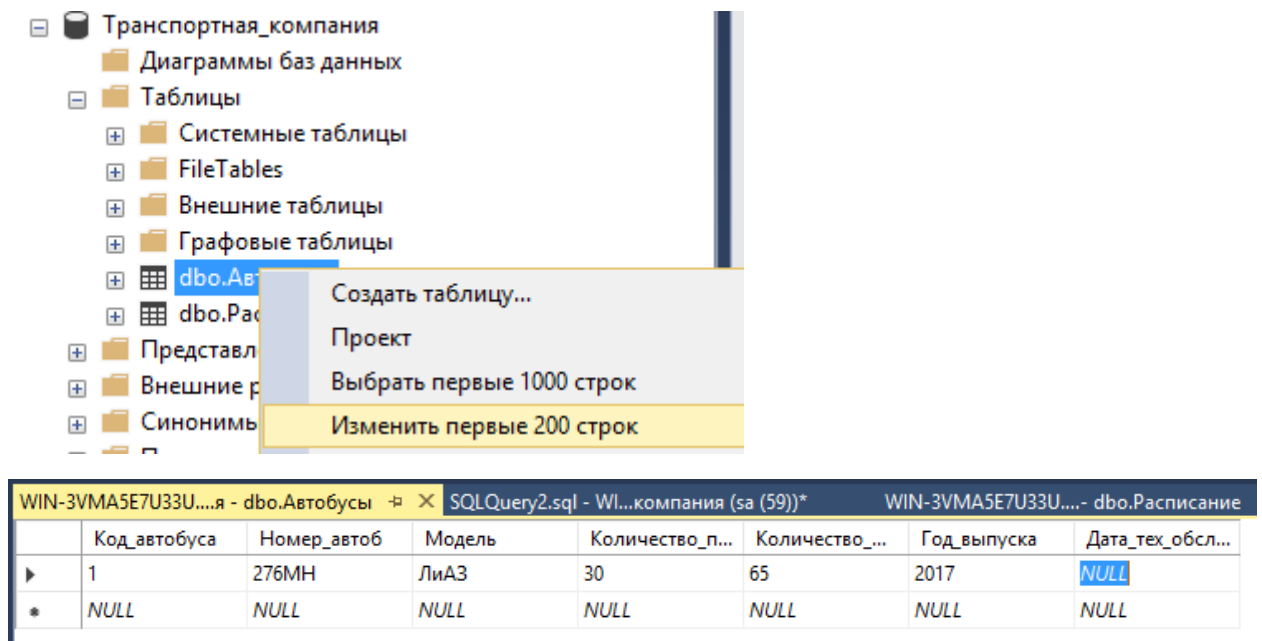 Транспортная_компания
Диаграммы баз данных
Таблицы
Системные таблицы
FileTables
Внешние таблицы
Графовые таблицы
dbo.Авт
dbo.Рас
Представл
Внешние р
Синонимы
Создать таблицу...
Проект
Выбрать первые 1000 строк
Изменить первые 200 строк
WIN-3VMA5E7U33U....я - dbo.Автобусы SQLQuery2.sql - WI...компания (sa (59))* WIN-3VMA5E7U33U....- dbo.Расписание
Код_автобуса Номер_автоб Модель Количество_п... Количество_... Год_выпуска Дата_тех_обсл...
1 276МН ЛиАЗ 30 65 2017 NULL
NULL NULL NULL NULL NULL NULL NULL